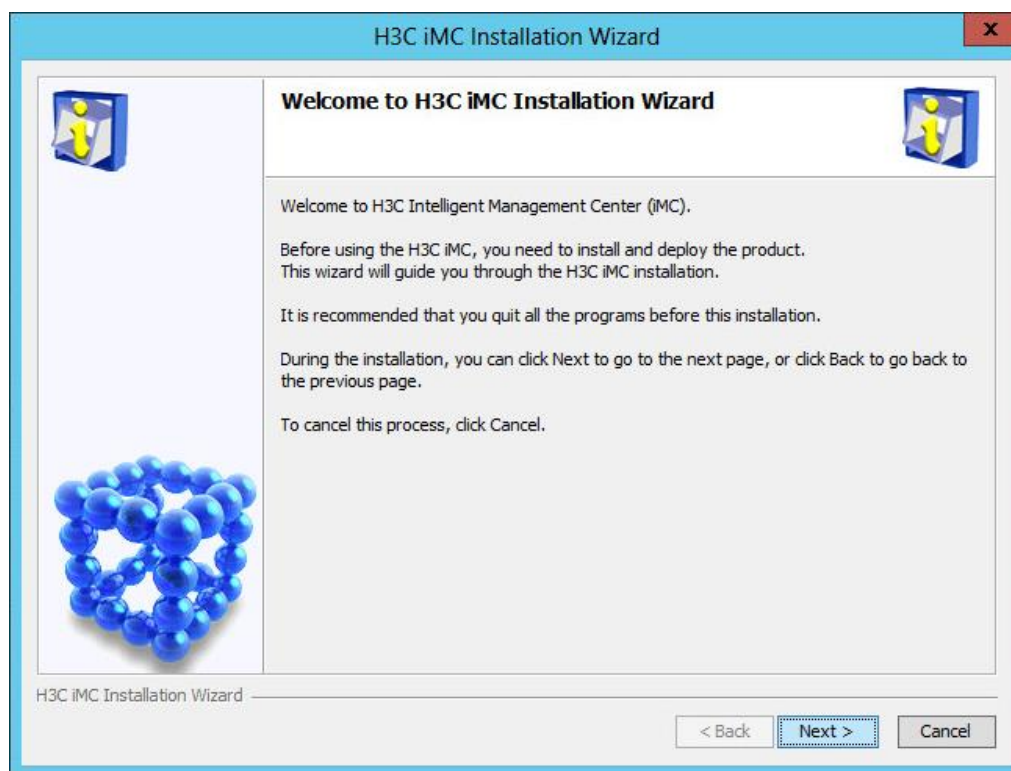 H3C iMC Installation Wizard
x
Welcome to H3C iMC Installation Wizard
Welcome to H3C Intelligent Management Center (iMC).
Before using the H3C iMC, you need to install and deploy the product.
This wizard will guide you through the H3C iMC installation.
It is recommended that you quit all the programs before this installation.
During the installation, you can click Next to go to the next page, or click Back to go back to
the previous page.
To cancel this process, click Cancel.
H3C iMC Installation Wizard
< Back Next > Cancel